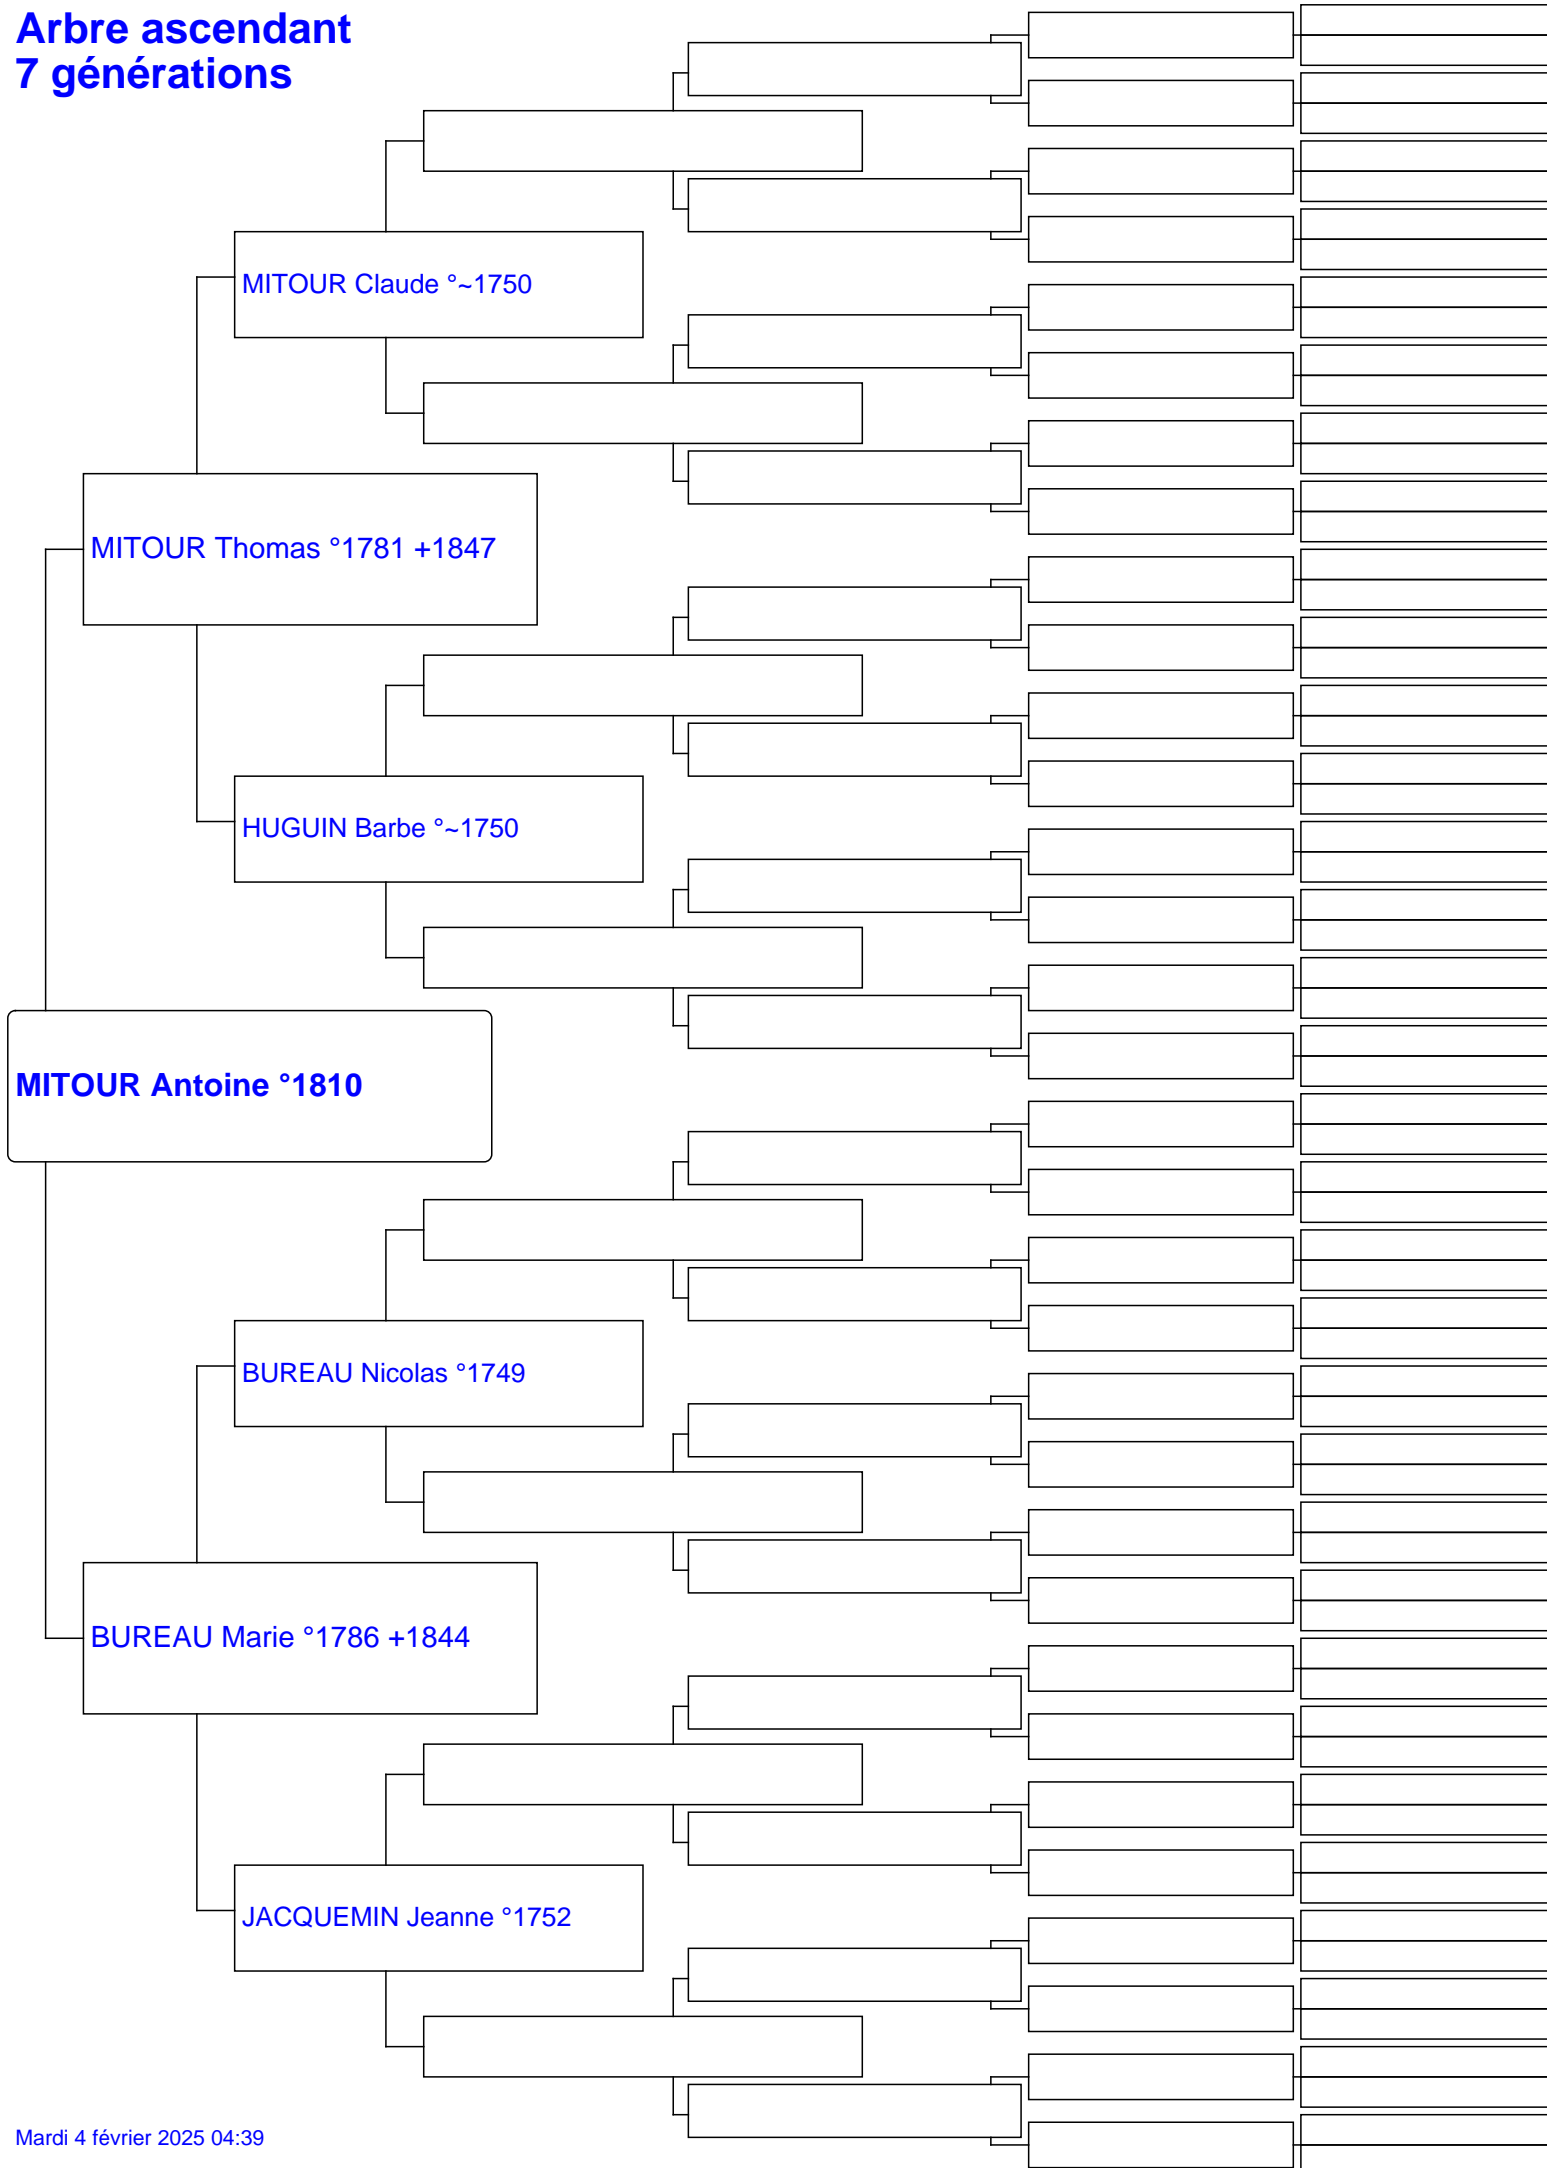 Arbre ascendant
7 générations
MITOUR Claude °~1750
MITOUR Thomas °1781 +1847
HUGUIN Barbe °~1750
MITOUR Antoine °1810
BUREAU Nicolas °1749
BUREAU Marie °1786 +1844
JACQUEMIN Jeanne °1752
Mardi 4 février 2025 04:39